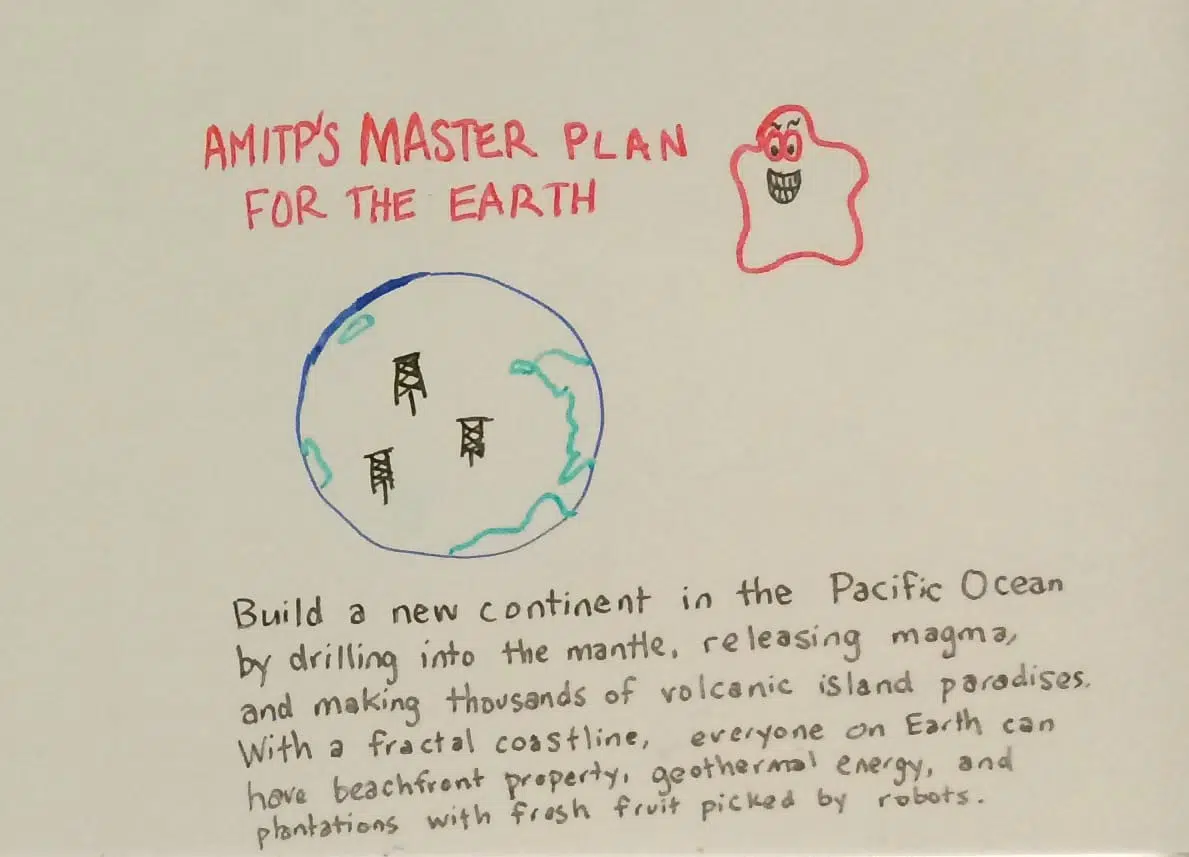 AMITP'S MASTER PLAN
FOR THE EARTH
Build a new continent in the Pacific Ocean
by drilling into the mantle, releasing magma,
and making thousands of volcanic island paradises.
With a fractal coastline, everyone on Earth can
have beachfront property, geothermal energy, and
plantations with fresh fruit picked by robots.